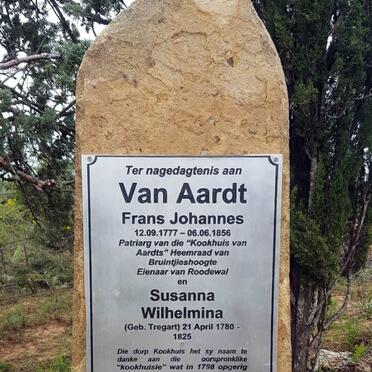 Ter nagedagtenis aan
Van Aardt
Frans Johannes
12.09.1777 – 06.06.1856
Patriarg van die "Kookhuis van
Aardts" Heemraad van
Bruintjieshoogte
Eienaar van Roodewal
en
Susanna
Wilhelmina
(Geb. Tregart) 21 April 1780 -
1825
Die dorp Kookhuis het sy naam te
danke aan die oorspronklike
"kookhuisie" wat in 1798 opgerig